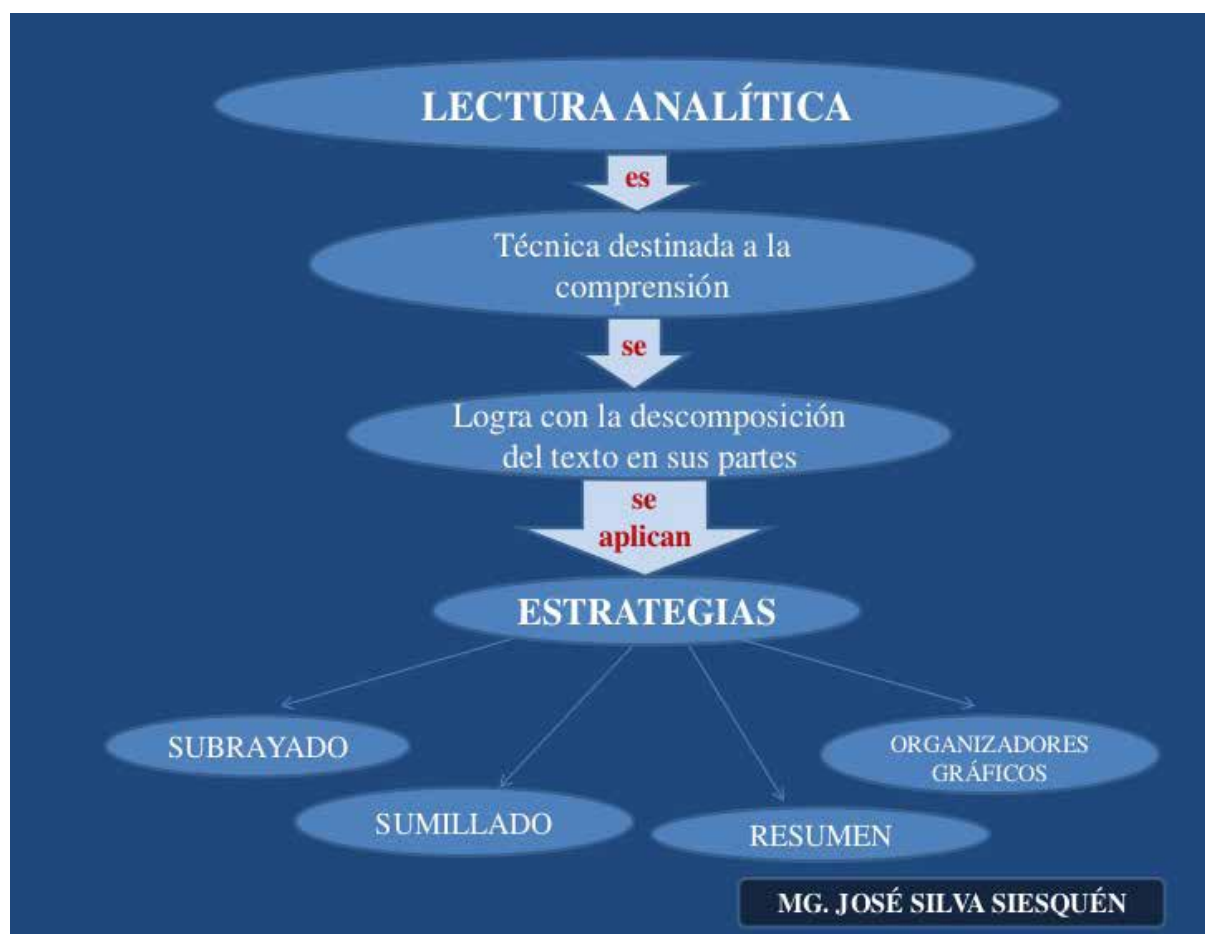 LECTURA ANALÍTICA
es
Técnica destinada a la
comprensión
se
Logra con la descomposición
del texto en sus partes
se
aplican
ESTRATEGIAS
SUBRAYADO
SUMILLADO
RESUMEN
ORGANIZADORES
GRÁFICOS
MG. JOSÉ SILVA SIESQUÉN